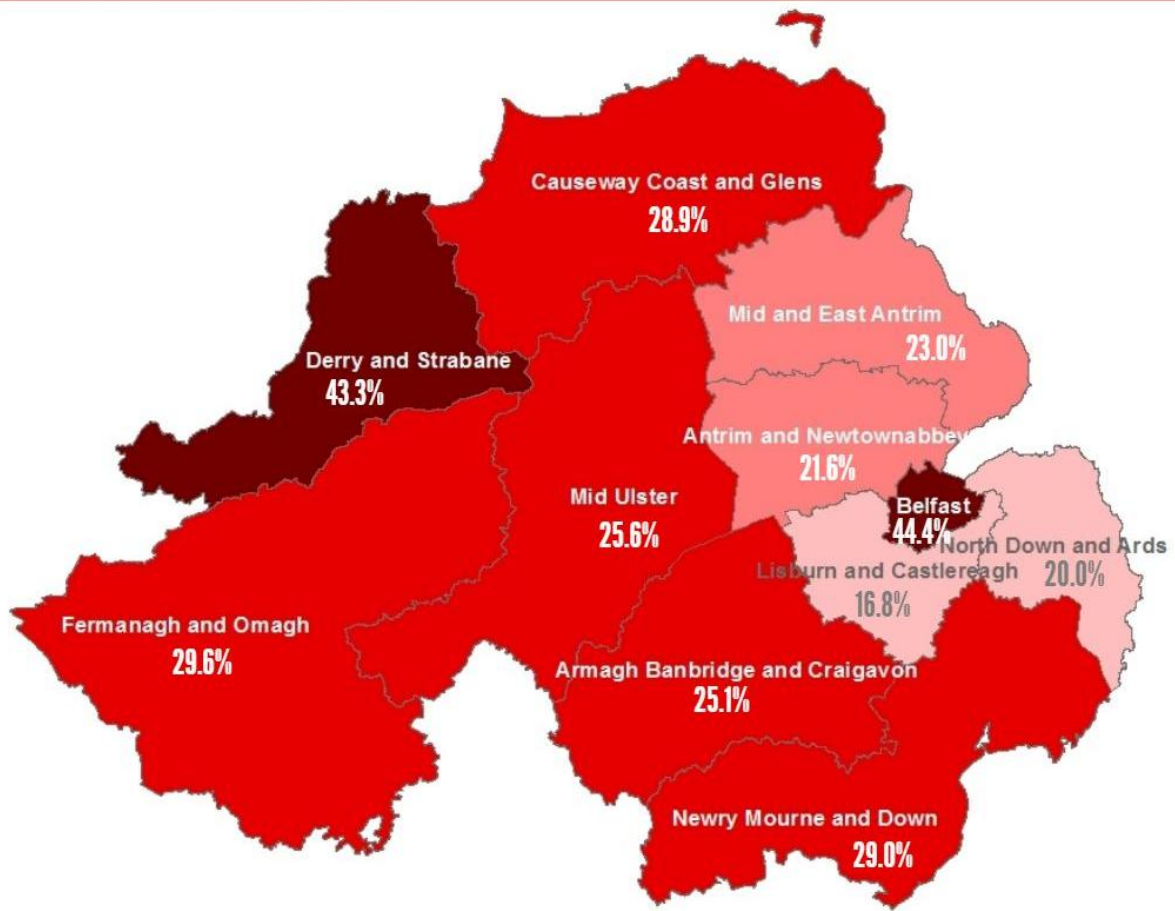 Causeway Coast and Glens
28.9%
Mid and East Antrim
23.0%
Derry and Strabane
43.3%
Antrim and Newtownabbey
21.6%
Mid Ulster
25.6%
Belfast
44.4%
North Down and Ards
20.0%
Lisburn and Castlereagh
16.8%
Fermanagh and Omagh
29.6%
Armagh Banbridge and Craigavon
25.1%
Newry Mourne and Down
29.0%